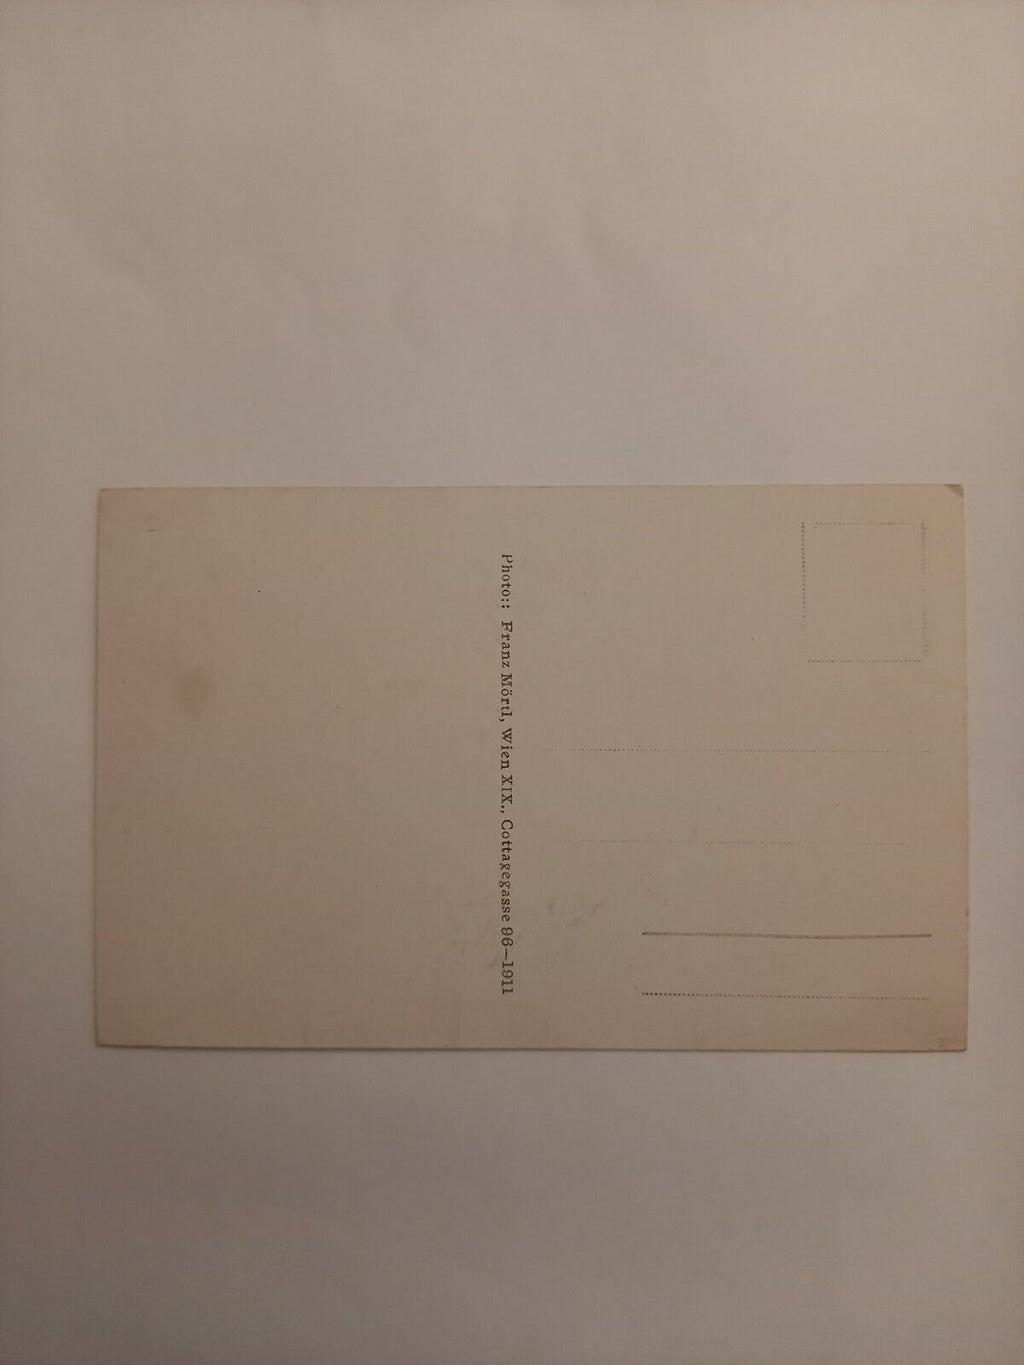 Photo:: Franz Mörtl, Wien XIX., Cottagegasse 96—1911